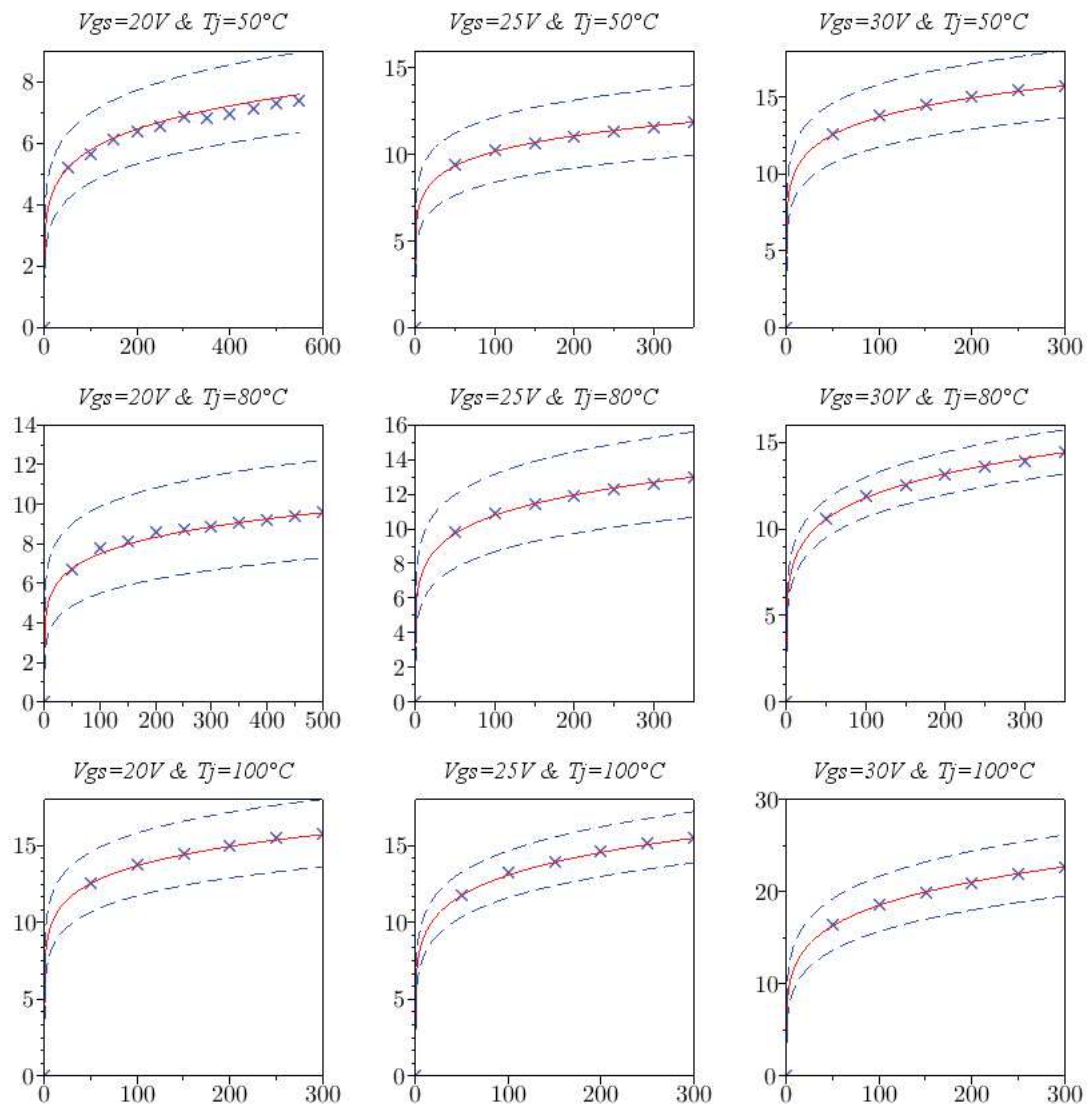 Vgs=20V & Tj=50°C
Vgs=25V & Tj=50°C
Vgs=30V & Tj=50°C
8
6
4
2
0
0 200 400 600
15
10
5
0
0 100 200 300
15
10
5
0
0 100 200 300
Vgs=20V & Tj=80°C
Vgs=25V & Tj=80°C
Vgs=30V & Tj=80°C
14
12
10
8
6
4
2
0
0 100 200 300 400 500
16
14
12
10
8
6
4
2
0
0 100 200 300
15
10
5
0
0 100 200 300
Vgs=20V & Tj=100°C
Vgs=25V & Tj=100°C
Vgs=30V & Tj=100°C
15
10
5
0
0 100 200 300
15
10
5
0
0 100 200 300
30
20
10
0
0 100 200 300